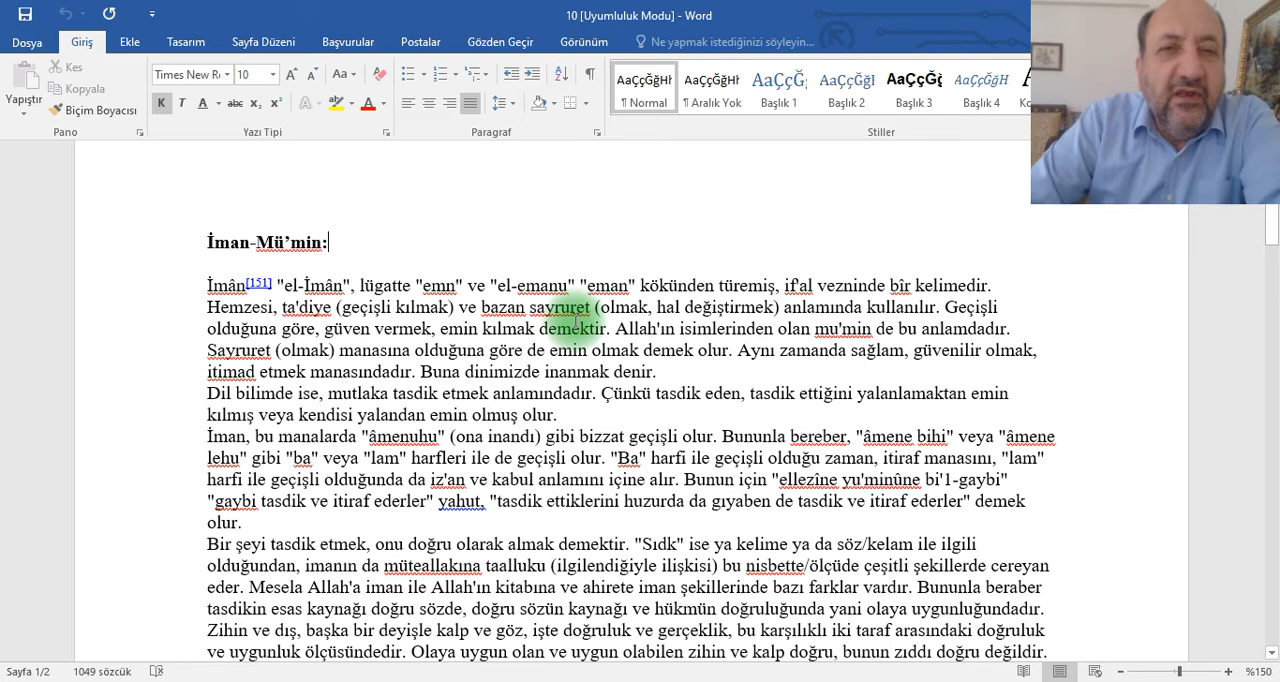 10 [Uyumluluk Modu] - Word
Dosya Giriş Ekle Tasarım Sayfa Düzeni Başvurular Postalar Gözden Geçir Görünüm Ne yapmak istediğinizi söyleyin...
Yapıştır
Kes
Kopyala
Biçim Boyacısı
Pano
Times New Ro 10
Yazı Tipi
Paragraf
AaÇçĞğHł AaÇçĞğHł AaÇçĞ AaÇçĞğI AaÇçĞğ AaÇçĞğH
¶ Normal ¶ Aralık Yok Başlık 1 Başlık 2 Başlık 3 Başlık 4
Stiller
İman-Mü’min:
İmân[151] "el-İmân", lügatte "emn" ve "el-emanu" "eman" kökünden türemiş, if'al vezninde bîr kelimedir.
Hemzesi, ta'diye (geçişli kılmak) ve bazan sayruret (olmak, hal değiştirmek) anlamında kullanılır. Geçişli
olduğuna göre, güven vermek, emin kılmak demektir. Allah'ın isimlerinden olan mu'min de bu anlamdadır.
Sayruret (olmak) manasına olduğuna göre de emin olmak demek olur. Aynı zamanda sağlam, güvenilir olmak,
itimad etmek manasındadır. Buna dinimizde inanmak denir.
Dil bilimde ise, mutlaka tasdik etmek anlamındadır. Çünkü tasdik eden, tasdik ettiğini yalanlamaktan emin
kılmış veya kendisi yalandan emin olmuş olur.
İman, bu manalarda "âmenuhu" (ona inandı) gibi bizzat geçişli olur. Bununla bereber, "âmene bihi" veya "âmene
lehu" gibi "ba" veya "lam" harfleri ile de geçişli olur. "Ba" harfi ile geçişli olduğu zaman, itiraf manasını, "lam"
harfi ile geçişli olduğunda da iz'an ve kabul anlamını içine alır. Bunun için "ellezîne yu'minûne bi'1-gaybi"
"gaybi tasdik ve itiraf ederler" yahut, "tasdik ettiklerini huzurda da gıyaben de tasdik ve itiraf ederler" demek
olur.
Bir şeyi tasdik etmek, onu doğru olarak almak demektir. "Sıdk" ise ya kelime ya da söz/kelam ile ilgili
olduğundan, imanın da müteallakına taalluku (ilgilendiğiyle ilişkisi) bu nisbette/ölçüde çeşitli şekillerde cereyan
eder. Mesela Allah'a iman ile Allah'ın kitabına ve ahirete iman şekillerinde bazı farklar vardır. Bununla beraber
tasdikin esas kaynağı doğru sözde, doğru sözün kaynağı ve hükmün doğruluğunda yani olaya uygunluğundadır.
Zihin ve dış, başka bir deyişle kalp ve göz, işte doğruluk ve gerçeklik, bu karşılıklı iki taraf arasındaki doğruluk
ve uygunluk ölçüsündedir. Olaya uygun olan ve uygun olabilen zihin ve kalp doğru, bunun zıddı doğru değildir.
Sayfa 1/2 1049 sözcük %150